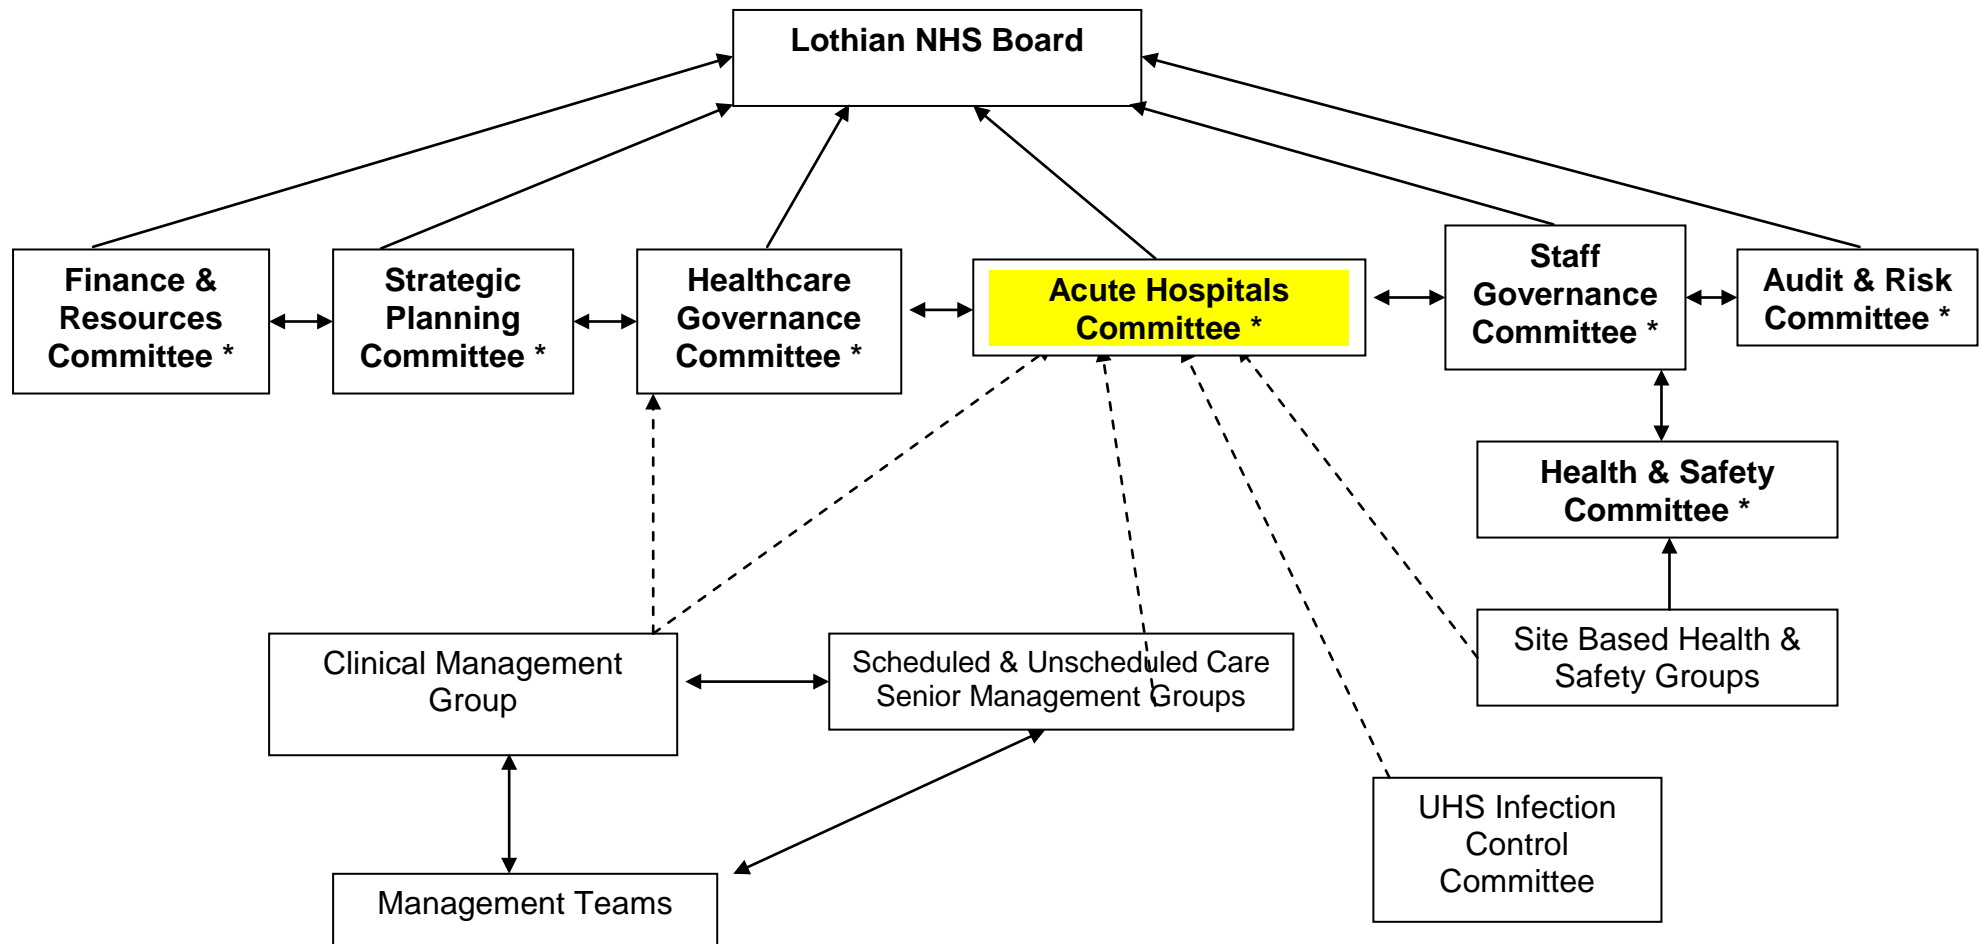 Lothian NHS Board
Finance &
Resources
Committee *
Strategic
Planning
Committee *
Healthcare
Governance
Committee *
Acute Hospitals
Committee *
Staff
Governance
Committee *
Audit & Risk
Committee *
Health & Safety
Committee *
Clinical Management
Group
Scheduled & Unscheduled Care
Senior Management Groups
Site Based Health &
Safety Groups
UHS Infection
Control
Committee
Management Teams